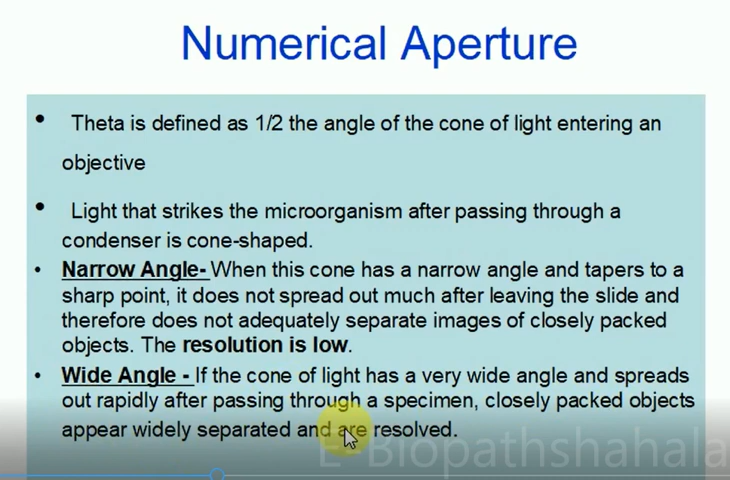 Numerical Aperture
• Theta is defined as 1/2 the angle of the cone of light entering an
objective
• Light that strikes the microorganism after passing through a
condenser is cone-shaped.
• Narrow Angle- When this cone has a narrow angle and tapers to a
sharp point, it does not spread out much after leaving the slide and
therefore does not adequately separate images of closely packed
objects. The resolution is low.
• Wide Angle - If the cone of light has a very wide angle and spreads
out rapidly after passing through a specimen, closely packed objects
appear widely separated and are resolved.
E-Biopathshahala